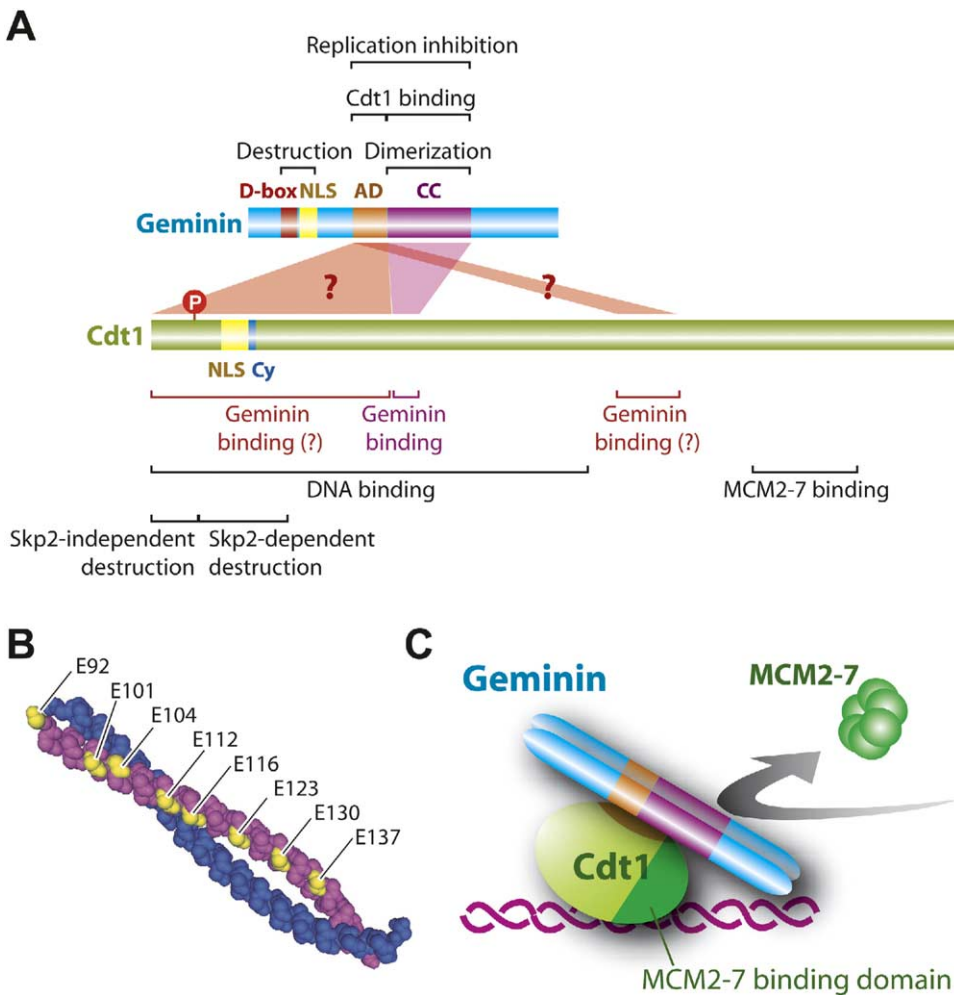 A
Replication inhibition
Cdt1 binding
Destruction Dimerization
D-box NLS AD CC
Geminin
? ?
P
Cdt1
NLS Cy
Geminin binding (?)
Geminin binding
Geminin binding (?)
DNA binding
MCM2-7 binding
Skp2-independent destruction
Skp2-dependent destruction
B
E92
E101
E104
E112
E116
E123
E130
E137
C
Geminin
MCM2-7
Cdt1
MCM2-7 binding domain